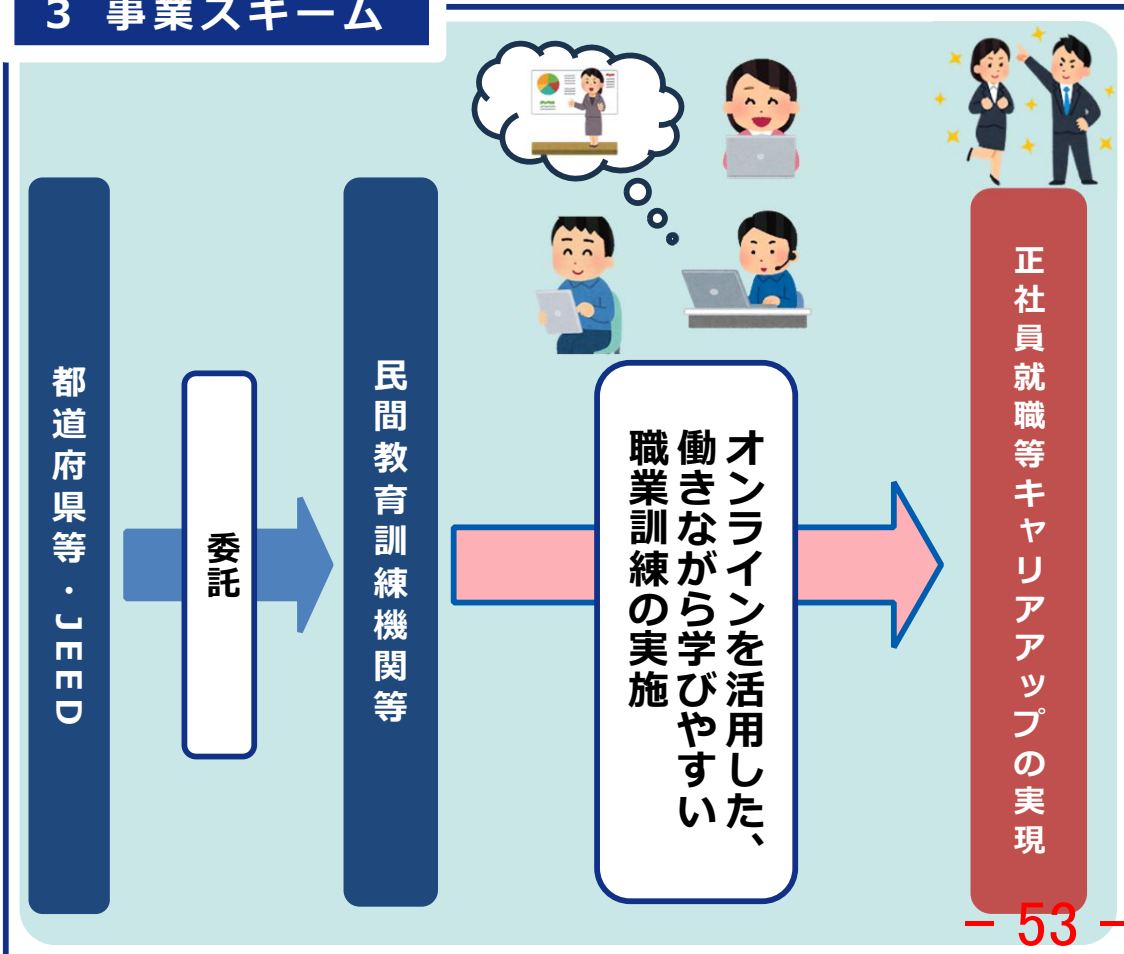 3 事業スキーム
都道府県等・JEED
委託
民間教育訓練機関等
オンラインを活用した、
働きながら学びやすい
職業訓練の実施
正社員就職等キャリアアップの実現
- 53 -